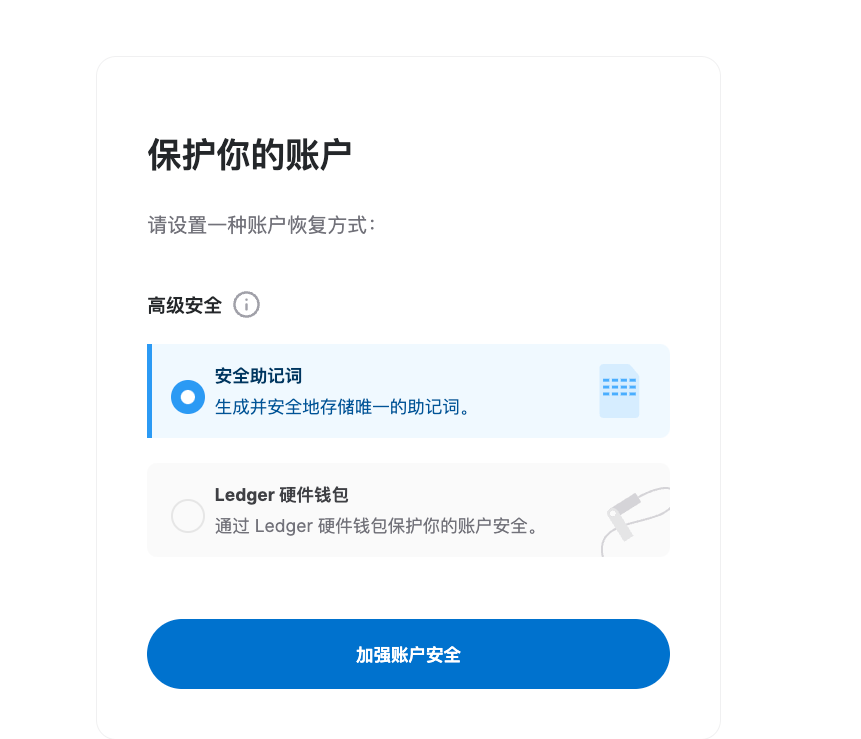 保护你的账户
请设置一种账户恢复方式：
高级安全
安全助记词
生成并安全地存储唯一的助记词。
Ledger 硬件钱包
通过 Ledger 硬件钱包保护你的账户安全。
加强账户安全